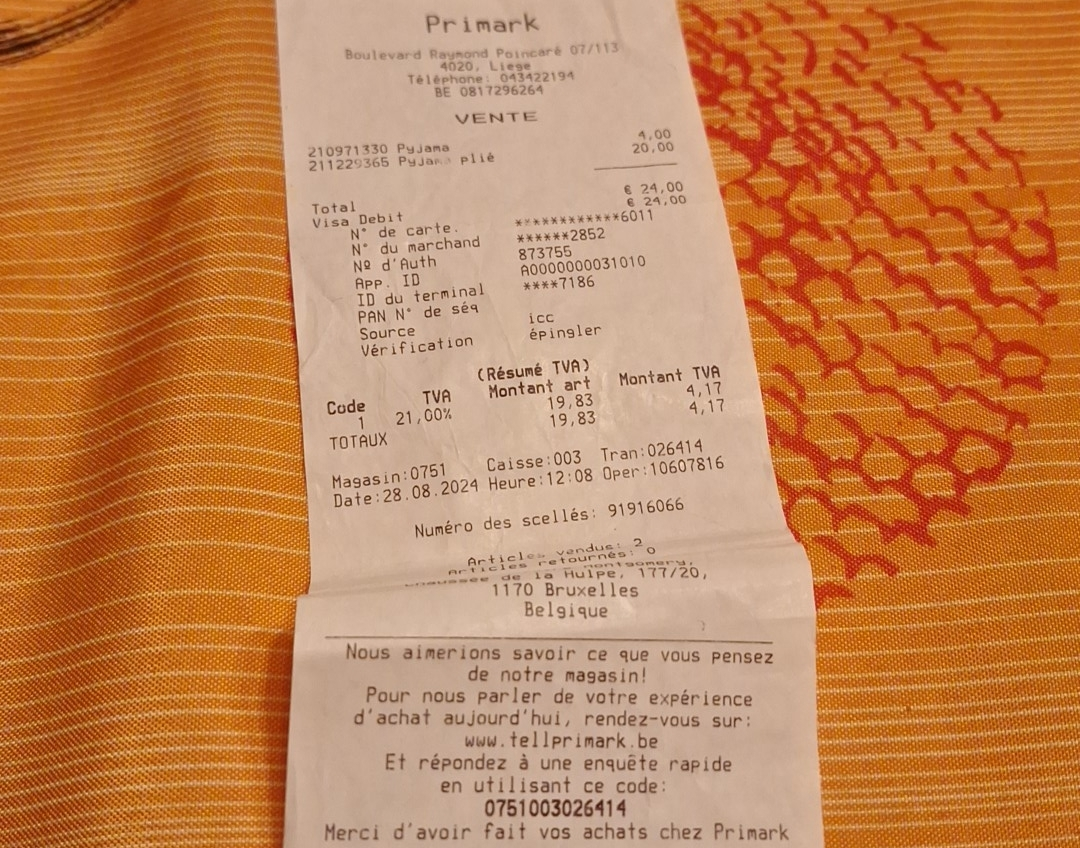 Primark
Boulevard Raymond Poincaré 07/113
4020, Liege
Téléphone: 043422194
BE 0817296264
VENTE
210971330 Pyjama 4,00
211229365 Pyjama plié 20,00
Total € 24,00
Visa Debit € 24,00
N° de carte. ************6011
N° du marchand ******2852
Nº d'Auth 873755
App. ID A0000000031010
ID du terminal ****7186
PAN N° de séq
Source icc
Vérification épingler
(Résumé TVA)
Code TVA Montant art Montant TVA
1 21,00% 19,83 4,17
TOTAUX 19,83 4,17
Magasin:0751 Caisse:003 Tran:026414
Date:28.08.2024 Heure:12:08 Oper:10607816
Numéro des scellés: 91916066
Articles vendus: 2
Articles retournés: 0
montgomery,
chaussée de la Hulpe, 177/20,
1170 Bruxelles
Belgique
Nous aimerions savoir ce que vous pensez
de notre magasin!
Pour nous parler de votre expérience
d'achat aujourd'hui, rendez-vous sur:
www.tellprimark.be
Et répondez à une enquête rapide
en utilisant ce code:
0751003026414
Merci d'avoir fait vos achats chez Primark